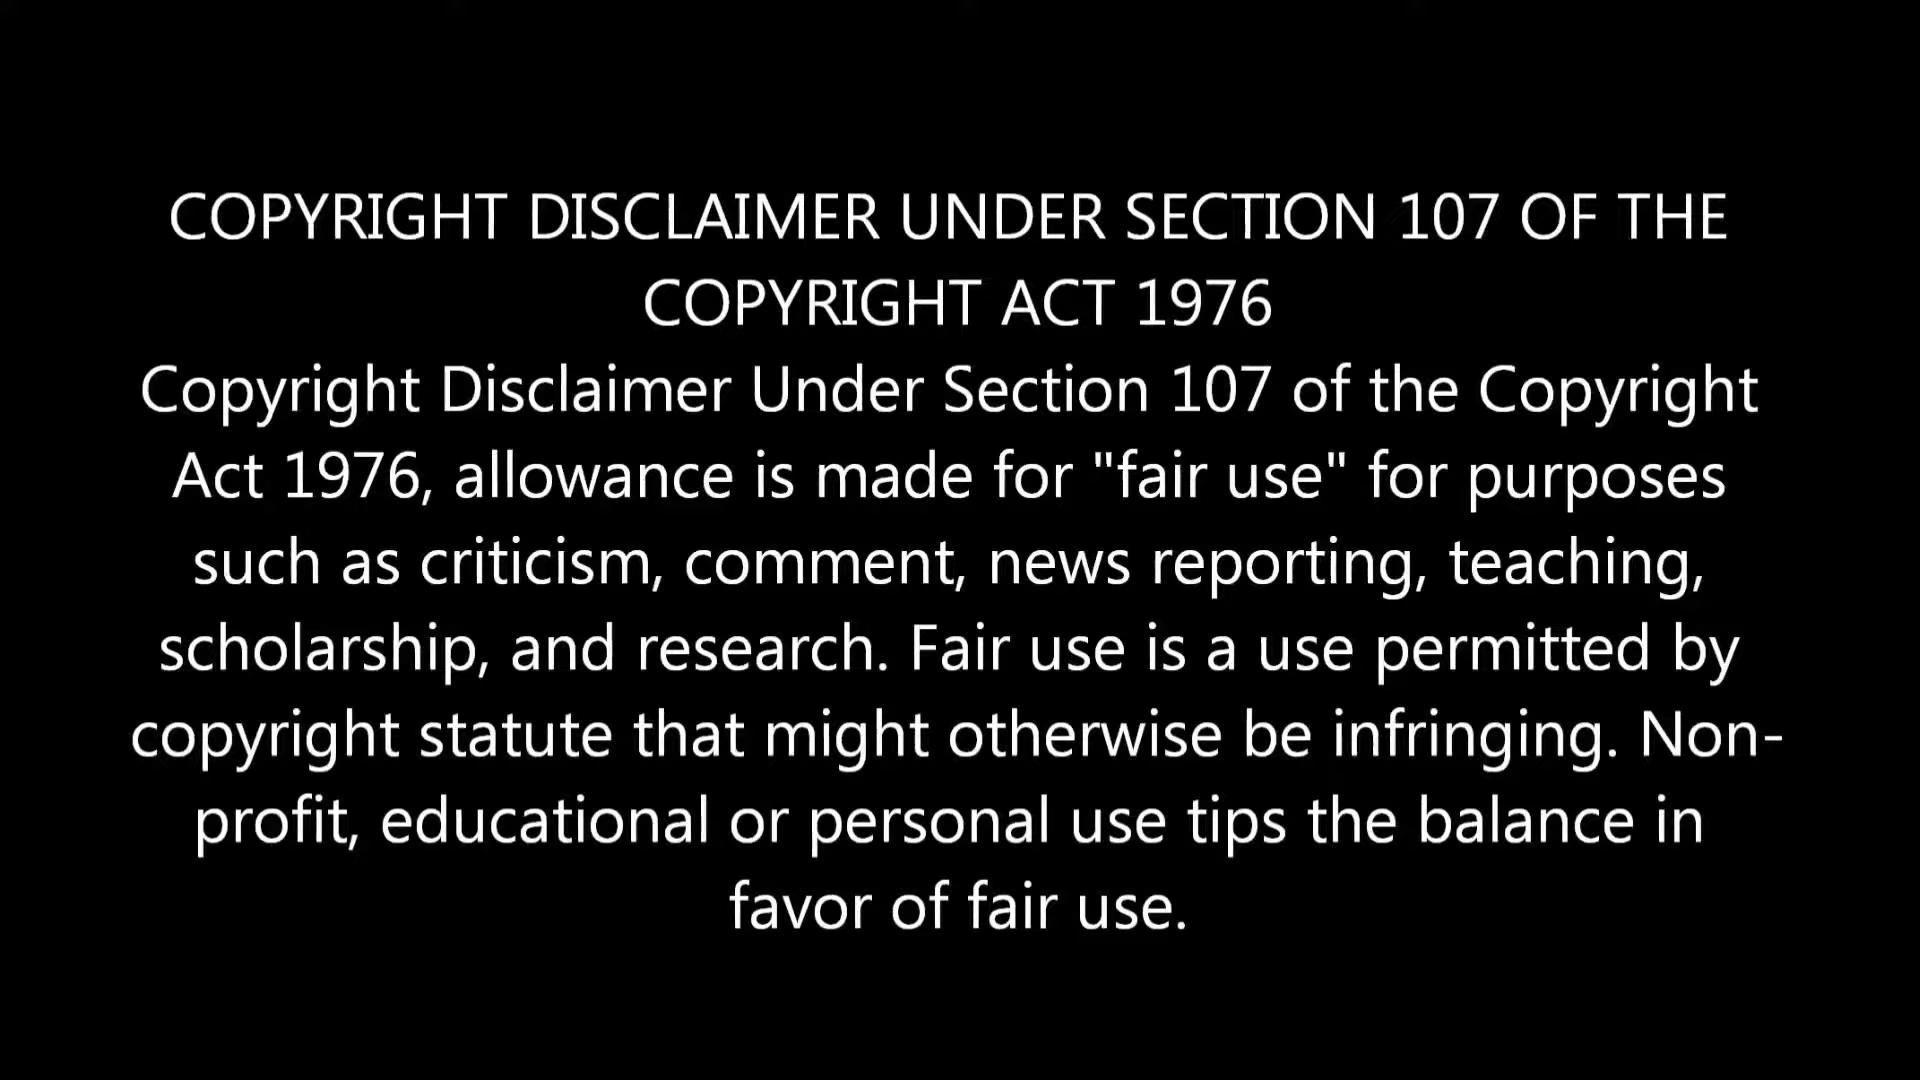 COPYRIGHT DISCLAIMER UNDER SECTION 107 OF THE
COPYRIGHT ACT 1976
Copyright Disclaimer Under Section 107 of the Copyright
Act 1976, allowance is made for "fair use" for purposes
such as criticism, comment, news reporting, teaching,
scholarship, and research. Fair use is a use permitted by
copyright statute that might otherwise be infringing. Non-
profit, educational or personal use tips the balance in
favor of fair use.